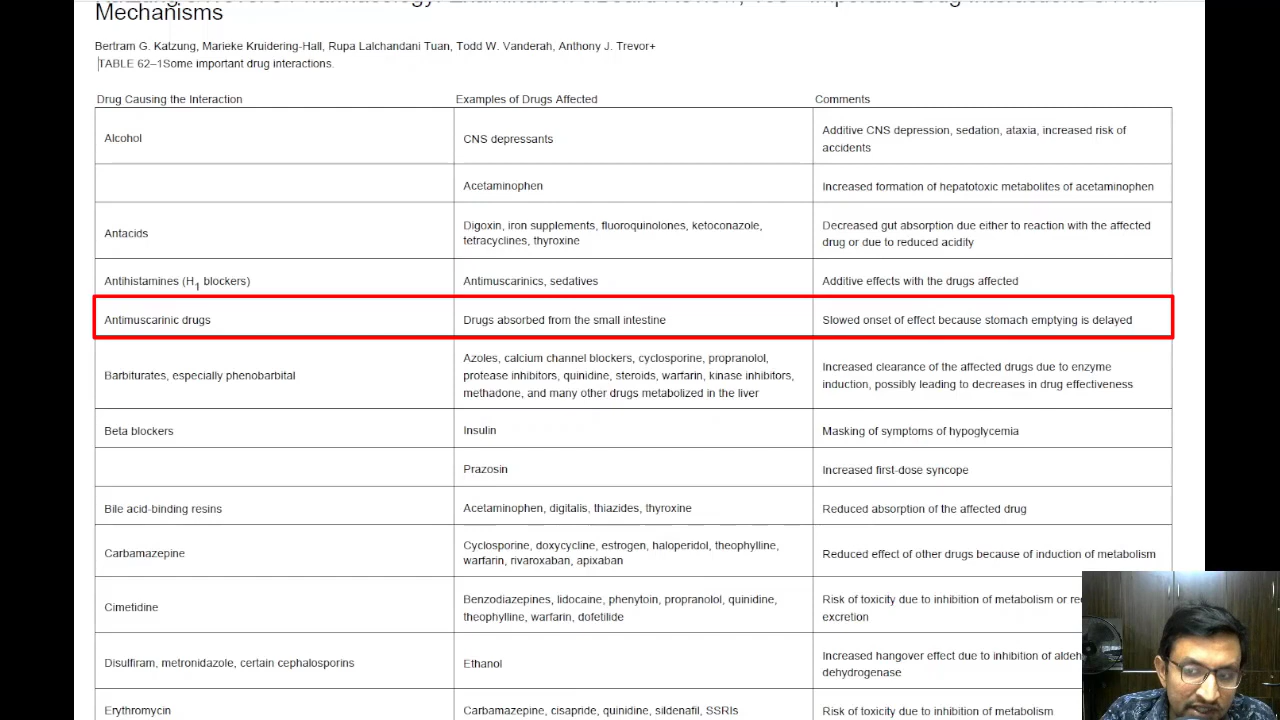 Mechanisms
Bertram G. Katzung, Marieke Kruidering-Hall, Rupa Lalchandani Tuan, Todd W. Vanderah, Anthony J. Trevor+
TABLE 62–1Some important drug interactions.
Drug Causing the Interaction
Examples of Drugs Affected
Comments
Alcohol
CNS depressants
Additive CNS depression, sedation, ataxia, increased risk of
accidents
Acetaminophen
Increased formation of hepatotoxic metabolites of acetaminophen
Antacids
Digoxin, iron supplements, fluoroquinolones, ketoconazole,
tetracyclines, thyroxine
Decreased gut absorption due either to reaction with the affected
drug or due to reduced acidity
Antihistamines (H1 blockers)
Antimuscarinics, sedatives
Additive effects with the drugs affected
Antimuscarinic drugs
Drugs absorbed from the small intestine
Slowed onset of effect because stomach emptying is delayed
Barbiturates, especially phenobarbital
Azoles, calcium channel blockers, cyclosporine, propranolol,
protease inhibitors, quinidine, steroids, warfarin, kinase inhibitors,
methadone, and many other drugs metabolized in the liver
Increased clearance of the affected drugs due to enzyme
induction, possibly leading to decreases in drug effectiveness
Beta blockers
Insulin
Masking of symptoms of hypoglycemia
Prazosin
Increased first-dose syncope
Bile acid-binding resins
Acetaminophen, digitalis, thiazides, thyroxine
Reduced absorption of the affected drug
Carbamazepine
Cyclosporine, doxycycline, estrogen, haloperidol, theophylline,
warfarin, rivaroxaban, apixaban
Reduced effect of other drugs because of induction of metabolism
Cimetidine
Benzodiazepines, lidocaine, phenytoin, propranolol, quinidine,
theophylline, warfarin, dofetilide
Risk of toxicity due to inhibition of metabolism or
excretion
Disulfiram, metronidazole, certain cephalosporins
Ethanol
Increased hangover effect due to inhibition of
dehydrogenase
Erythromycin
Carbamazepine, cisapride, quinidine, sildenafil, SSRIs
Risk of toxicity due to inhibition of metabolism